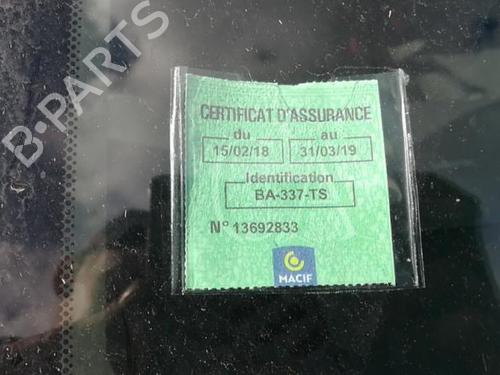 B-PARTS
CERTIFICAT D'ASSURANCE
du au
15/02/18 31/03/19
Identification
BA-337-TS
N° 13692833
MACIF